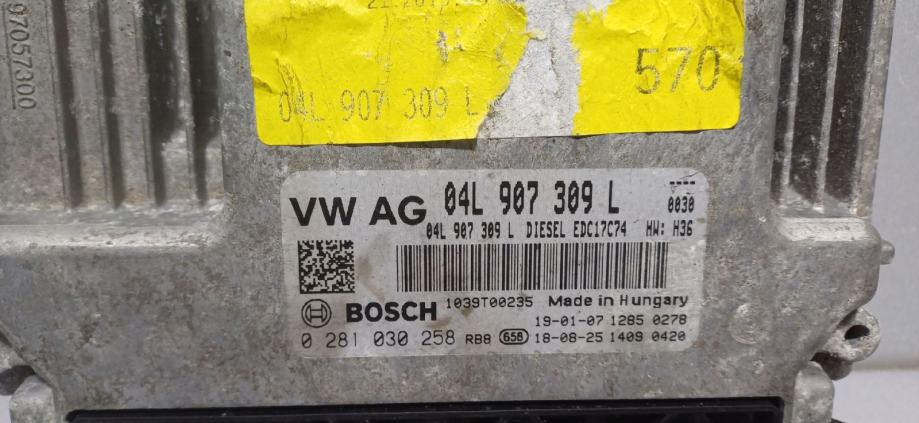 97057300
570
04L 907 309 L
VW AG 04L 907 309 L
0030
04L 907 309 L DIESEL EDC17C74 HW: H36
BOSCH 1039T00235 Made in Hungary
19-01-07 1285 0278
0 281 030 258 RB8 658 18-08-25 1409 0420